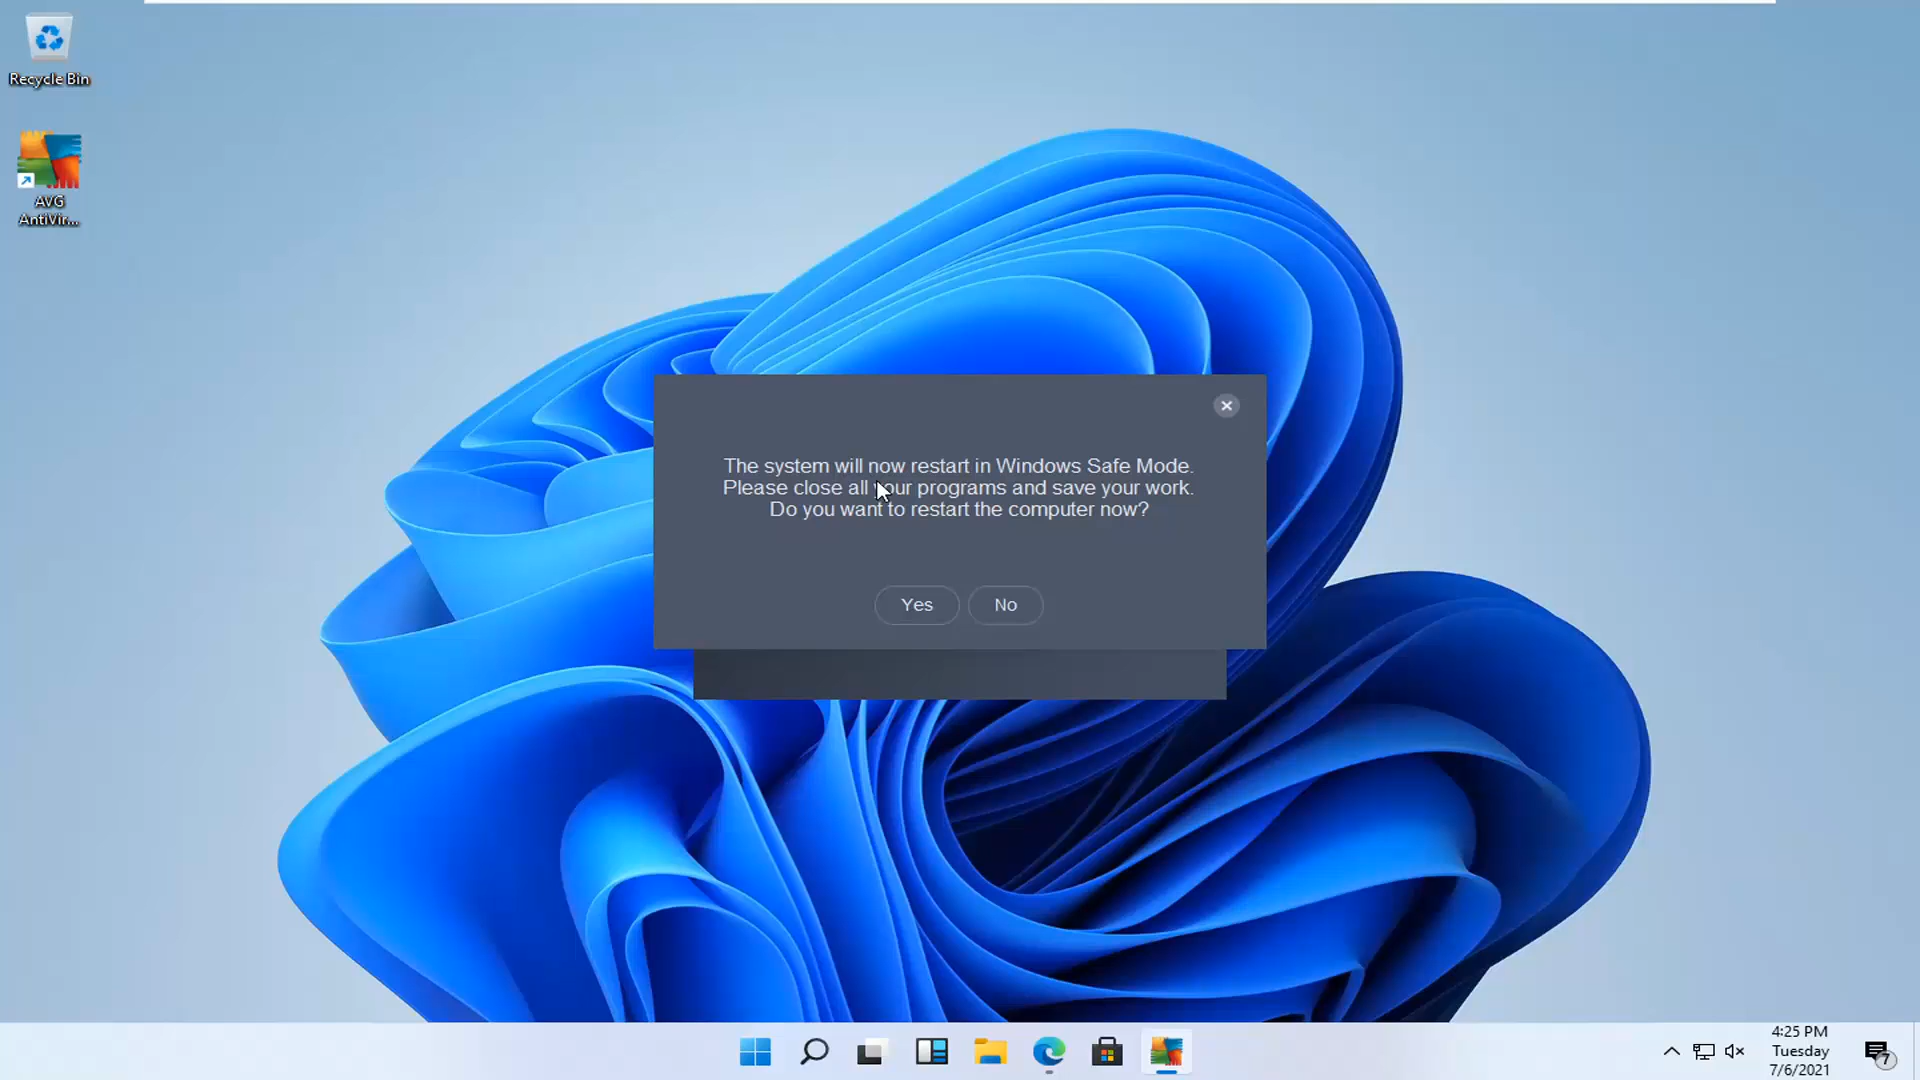 Recycle Bin
AVG
AntiVir...
The system will now restart in Windows Safe Mode.
Please close all your programs and save your work.
Do you want to restart the computer now?
Yes
No
4:25 PM
Tuesday
7/6/2021
7